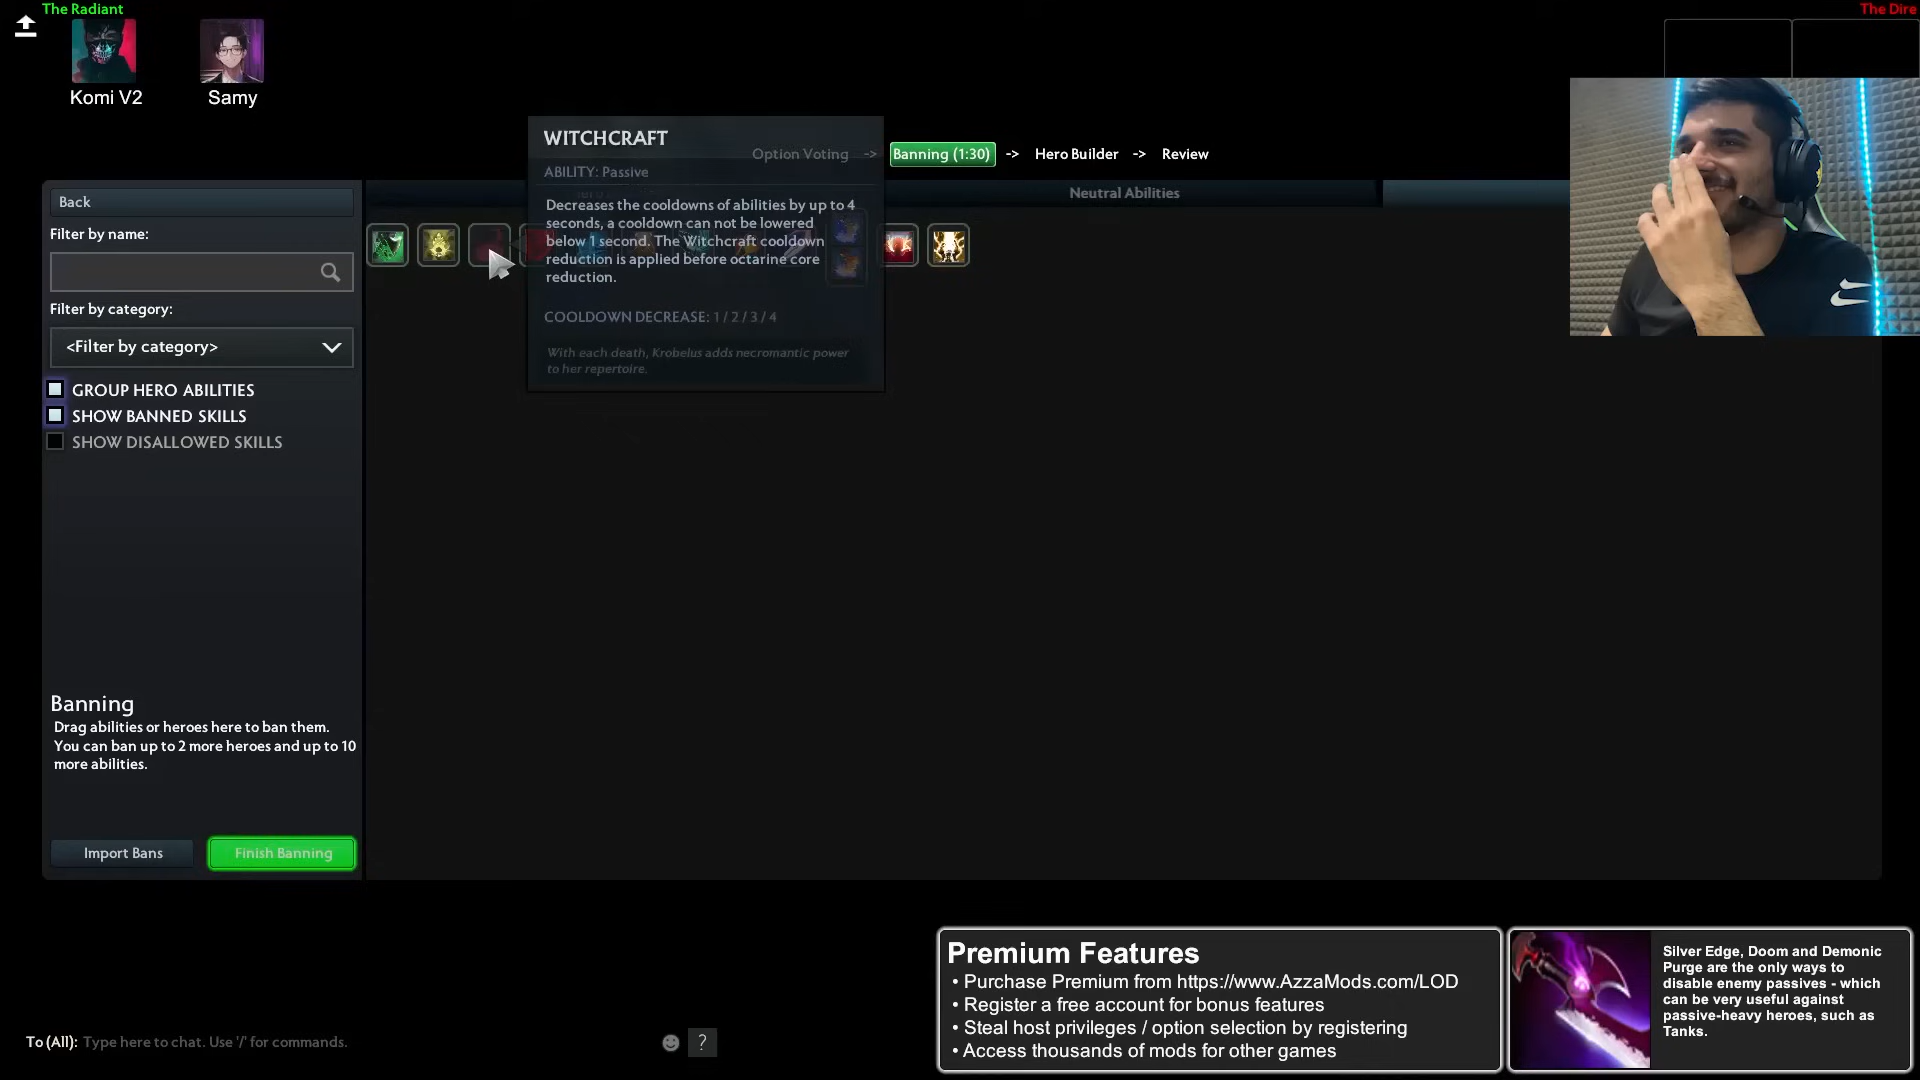 The Radiant
The Dire
Komi V2
Samy
WITCHCRAFT
Option Voting -> Banning (1:30) -> Hero Builder -> Review
ABILITY: Passive
Back
Neutral Abilities
Decreases the cooldowns of abilities by up to 4
seconds, a cooldown can not be lowered
below 1 second. The Witchcraft cooldown
reduction is applied before octarine core
reduction.
COOLDOWN DECREASE: 1 / 2 / 3 / 4
With each death, Krobelus adds necromantic power
to her repertoire.
Filter by name:
Filter by category:
<Filter by category>
GROUP HERO ABILITIES
SHOW BANNED SKILLS
SHOW DISALLOWED SKILLS
Banning
Drag abilities or heroes here to ban them.
You can ban up to 2 more heroes and up to 10
more abilities.
Import Bans
Finish Banning
Premium Features
• Purchase Premium from https://www.AzzaMods.com/LOD
• Register a free account for bonus features
• Steal host privileges / option selection by registering
• Access thousands of mods for other games
Silver Edge, Doom and Demonic
Purge are the only ways to
disable enemy passives - which
can be very useful against
passive-heavy heroes, such as
Tanks.
To (All): Type here to chat. Use '/' for commands.
?